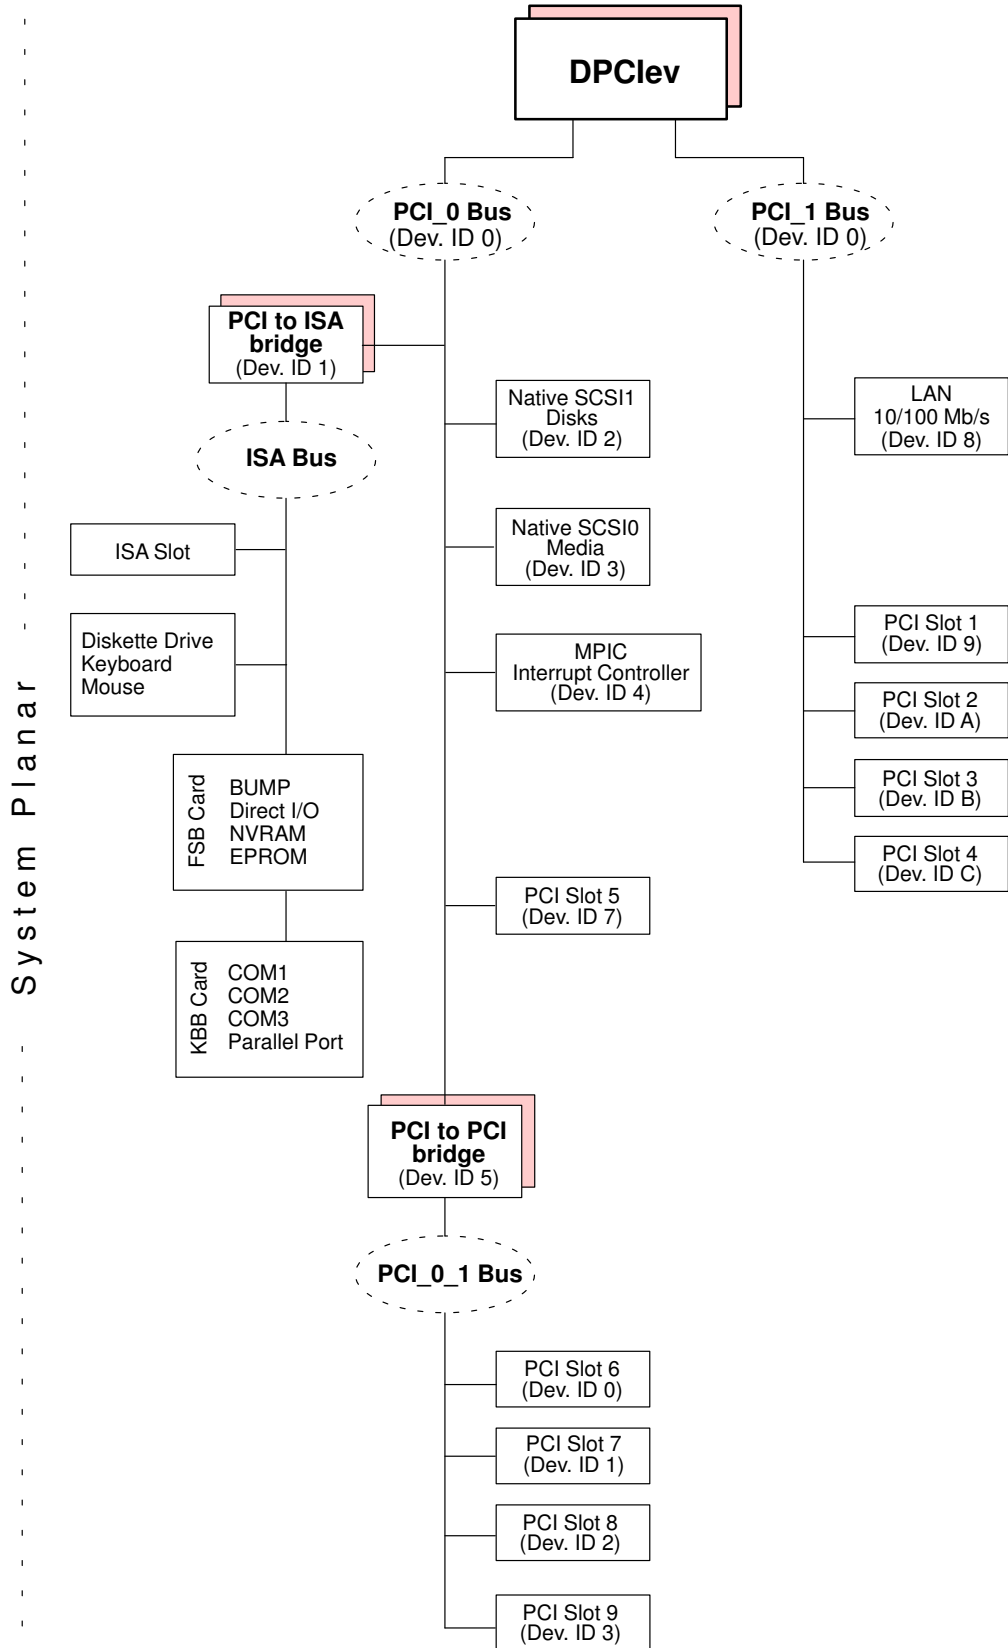 DPCIev
PCI_0 Bus
(Dev. ID 0)
PCI_1 Bus
(Dev. ID 0)
PCI to ISA
bridge
(Dev. ID 1)
Native SCSI1
Disks
(Dev. ID 2)
LAN
10/100 Mb/s
(Dev. ID 8)
ISA Bus
Native SCSI0
Media
(Dev. ID 3)
ISA Slot
Diskette Drive
Keyboard
Mouse
MPIC
Interrupt Controller
(Dev. ID 4)
PCI Slot 1
(Dev. ID 9)
PCI Slot 2
(Dev. ID A)
PCI Slot 3
(Dev. ID B)
PCI Slot 4
(Dev. ID C)
System Planar
FSB Card
BUMP
Direct I/O
NVRAM
EPROM
PCI Slot 5
(Dev. ID 7)
KBB Card
COM1
COM2
COM3
Parallel Port
PCI to PCI
bridge
(Dev. ID 5)
PCI_0_1 Bus
PCI Slot 6
(Dev. ID 0)
PCI Slot 7
(Dev. ID 1)
PCI Slot 8
(Dev. ID 2)
PCI Slot 9
(Dev. ID 3)